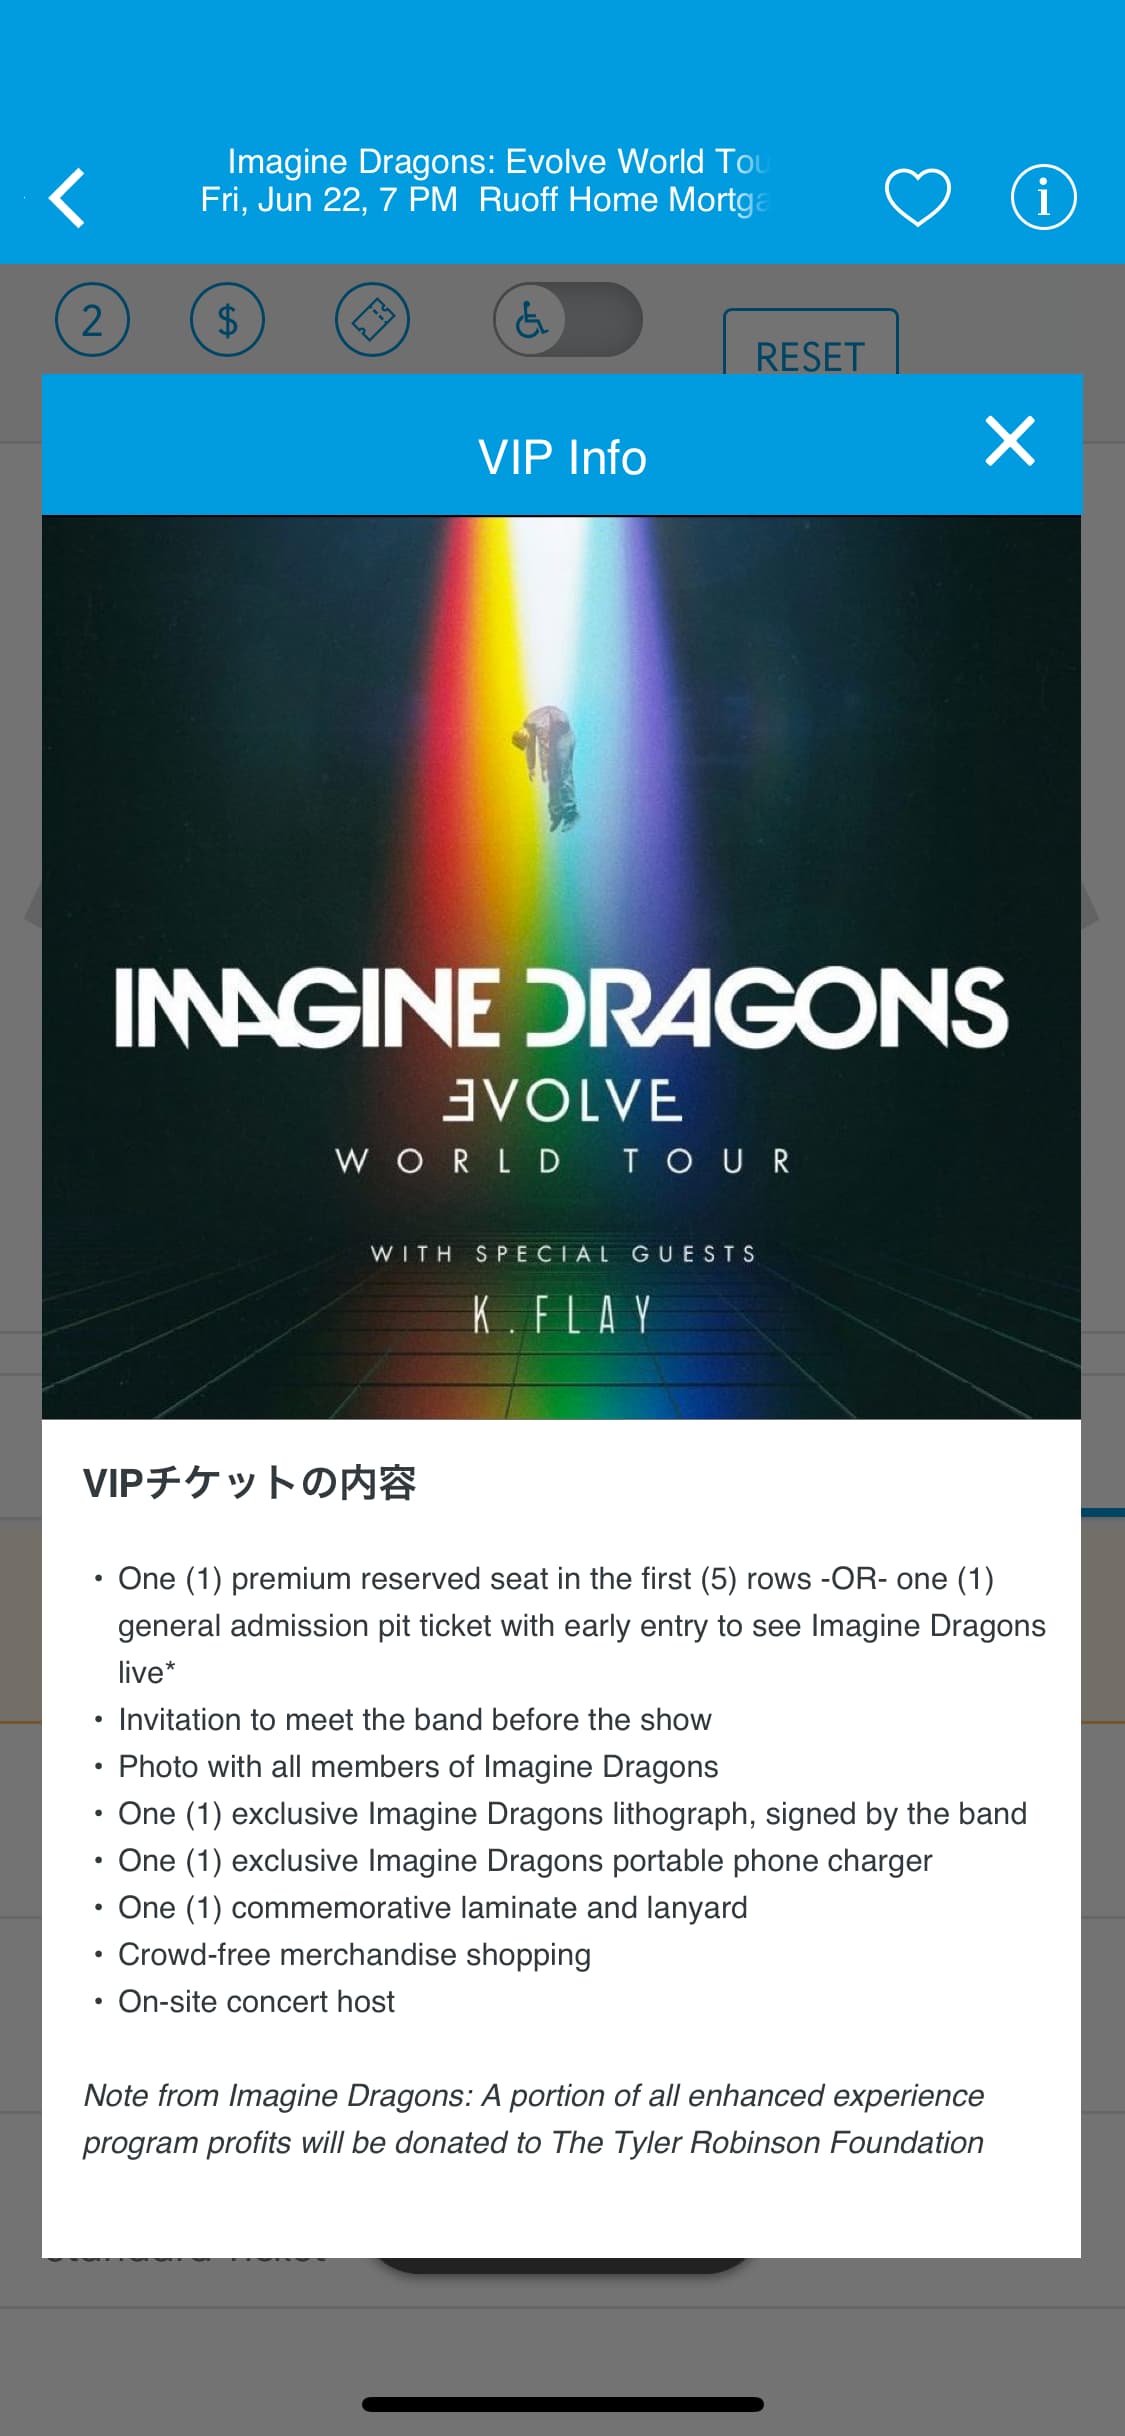 Imagine Dragons: Evolve World Tou
Fri, Jun 22, 7 PM  Ruoff Home Mortga
2
$
RESET
VIP Info
IMAGINE DRAGONS
EVOLVE
WORLD TOUR
WITH SPECIAL GUESTS
K.FLAY
VIPチケットの内容
• One (1) premium reserved seat in the first (5) rows -OR- one (1)
general admission pit ticket with early entry to see Imagine Dragons
live*
• Invitation to meet the band before the show
• Photo with all members of Imagine Dragons
• One (1) exclusive Imagine Dragons lithograph, signed by the band
• One (1) exclusive Imagine Dragons portable phone charger
• One (1) commemorative laminate and lanyard
• Crowd-free merchandise shopping
• On-site concert host
Note from Imagine Dragons: A portion of all enhanced experience
program profits will be donated to The Tyler Robinson Foundation